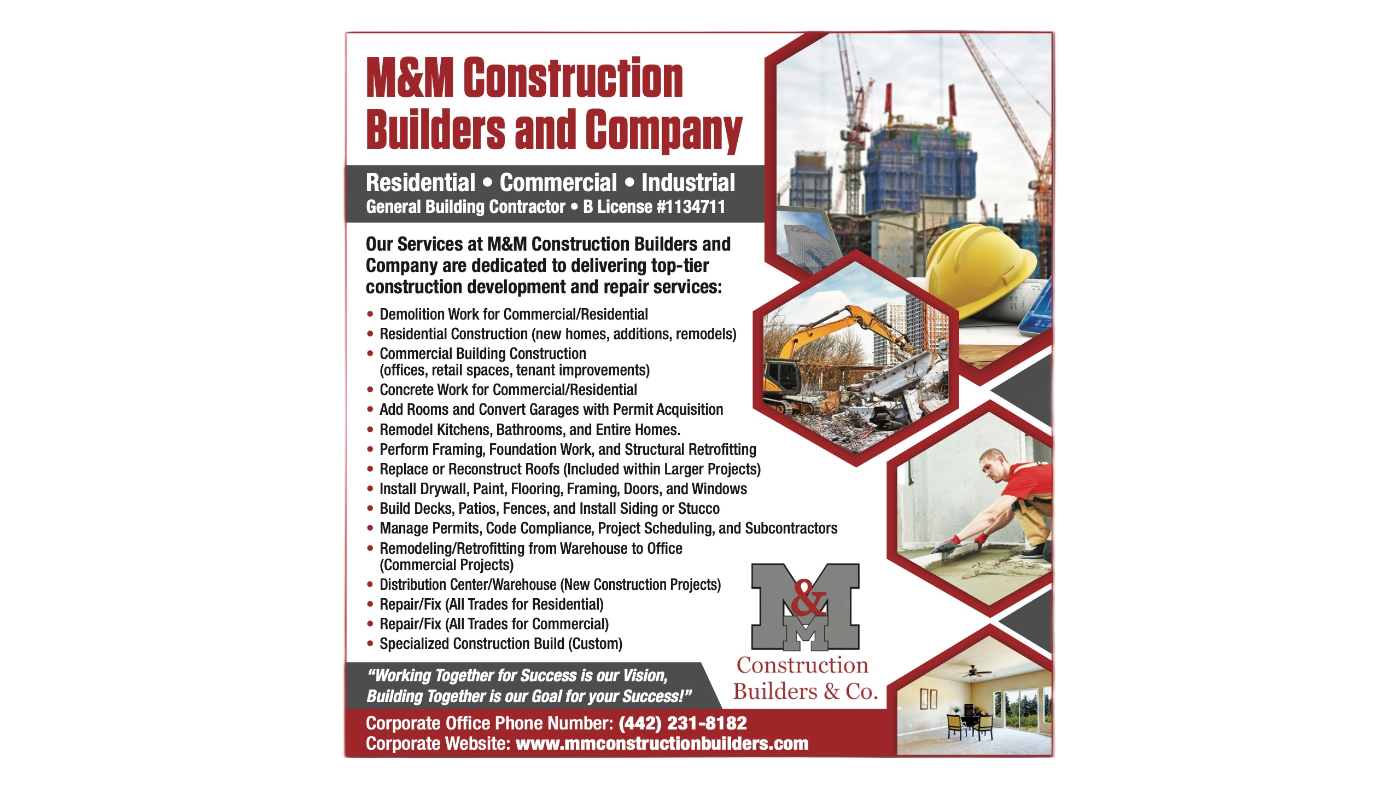 M&M Construction
Builders and Company
Residential • Commercial • Industrial
General Building Contractor • B License #1134711
Our Services at M&M Construction Builders and
Company are dedicated to delivering top-tier
construction development and repair services:
• Demolition Work for Commercial/Residential
• Residential Construction (new homes, additions, remodels)
• Commercial Building Construction
(offices, retail spaces, tenant improvements)
• Concrete Work for Commercial/Residential
• Add Rooms and Convert Garages with Permit Acquisition
• Remodel Kitchens, Bathrooms, and Entire Homes.
• Perform Framing, Foundation Work, and Structural Retrofitting
• Replace or Reconstruct Roofs (Included within Larger Projects)
• Install Drywall, Paint, Flooring, Framing, Doors, and Windows
• Build Decks, Patios, Fences, and Install Siding or Stucco
• Manage Permits, Code Compliance, Project Scheduling, and Subcontractors
• Remodeling/Retrofitting from Warehouse to Office
(Commercial Projects)
• Distribution Center/Warehouse (New Construction Projects)
• Repair/Fix (All Trades for Residential)
• Repair/Fix (All Trades for Commercial)
• Specialized Construction Build (Custom)
M&M
Construction
Builders & Co.
“Working Together for Success is our Vision,
Building Together is our Goal for your Success!”
Corporate Office Phone Number: (442) 231-8182
Corporate Website: www.mmconstructionbuilders.com